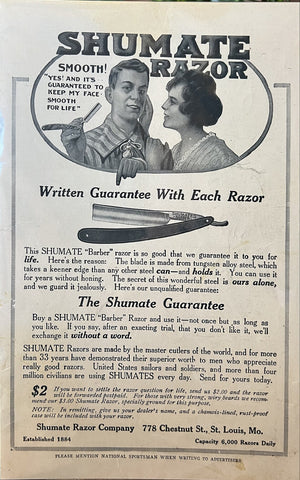 SHUMATE
RAZOR
SMOOTH!
"YES! AND IT'S
GUARANTEED TO
KEEP MY FACE
SMOOTH
FOR LIFE"
Written Guarantee With Each Razor
This SHUMATE "Barber" razor is so good that we guarantee it to you for
life. Here's the reason: The blade is made from tungsten alloy steel, which
takes a keener edge than any other steel can—and holds it. You can use it
for years without honing. The secret of this wonderful steel is ours alone,
and we guard it jealously. Here's our unqualified guarantee:
The Shumate Guarantee
Buy a SHUMATE "Barber" Razor and use it—not once but as long as
you like. If you say, after an exacting trial, that you don't like it, we'll
exchange it without a word.
SHUMATE Razors are made by the master cutlers of the world, and for more
than 33 years have demonstrated their superior worth to men who appreciate
really good razors. United States sailors and soldiers, and more than four
million civilians are using SHUMATES every day. Send for yours today.
$2 If you want to settle the razor question for life, send us $2.00 and the razor
will be forwarded postpaid. For those with very strong, wiry beards we recom-
mend our $3.00 Shumate Razor, specially ground for this purpose.
NOTE: In remitting, give us your dealer's name, and a chamois-lined, rust-proof
case will be included with your razor.
Shumate Razor Company 778 Chestnut St., St. Louis, Mo.
Established 1884 Capacity 6,000 Razors Daily
PLEASE MENTION NATIONAL SPORTSMAN WHEN WRITING TO ADVERTISERS